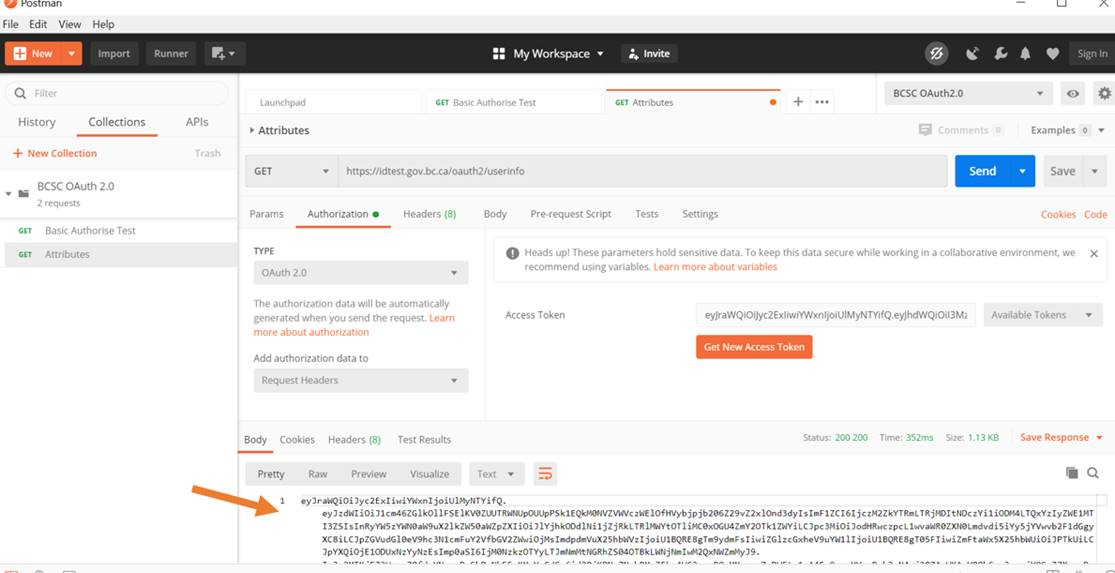 Postman
File Edit View Help
New Import Runner My Workspace Invite Sign In
Filter
History Collections APIs
New Collection Trash
BCSC OAuth 2.0
2 requests
GET Basic Authorise Test
GET Attributes
Launchpad GET Basic Authorise Test GET Attributes BCSC OAuth2.0
Attributes Comments 0 Examples 0
GET https://idtest.gov.bc.ca/oauth2/userinfo Send Save
Params Authorization Headers (8) Body Pre-request Script Tests Settings Cookies Code
TYPE
OAuth 2.0
The authorization data will be automatically
generated when you send the request. Learn
more about authorization
Add authorization data to
Request Headers
Heads up! These parameters hold sensitive data. To keep this data secure while working in a collaborative environment, we
recommend using variables. Learn more about variables
Access Token Available Tokens
Get New Access Token
Body Cookies Headers (8) Test Results Status: 200 200 Time: 352ms Size: 1.13 KB Save Response
Pretty Raw Preview Visualize Text
1 eyJraWQiOiJyc2ExIiwiYWxnIjoiUlMyNTYifQ.